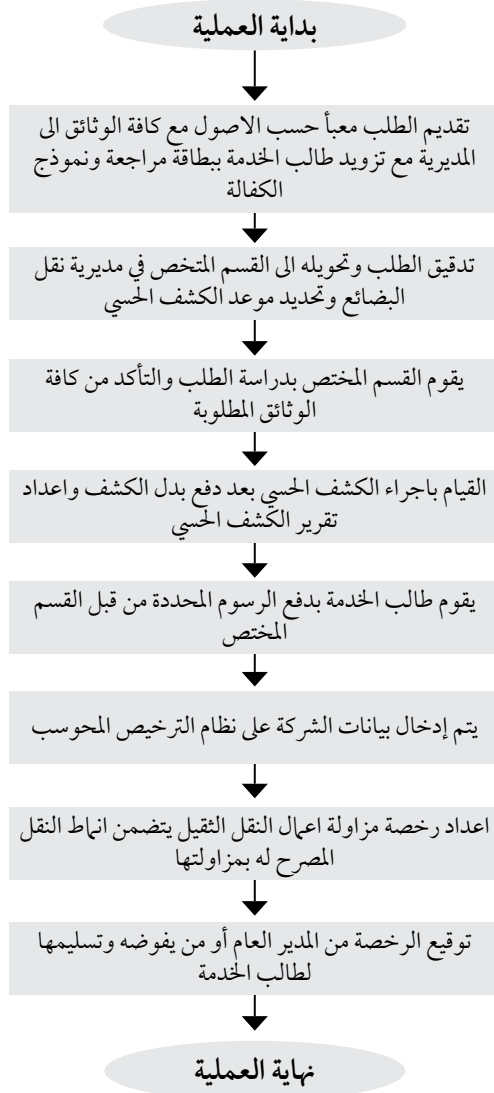 بداية العملية
تقديم الطلب معبأ حسب الاصول مع كافة الوثائق الى
المديرية مع تزويد طالب الخدمة ببطاقة مراجعة ونموذج
الكفالة
تدقيق الطلب وتحويله الى القسم المتخص في مديرية نقل
البضائع وتحديد موعد الكشف الحسي
يقوم القسم المختص بدراسة الطلب والتأكد من كافة
الوثائق المطلوبة
القيام باجراء الكشف الحسي بعد دفع بدل الكشف واعداد
تقرير الكشف الحسي
يقوم طالب الخدمة بدفع الرسوم المحددة من قبل القسم
المختص
يتم إدخال بيانات الشركة على نظام الترخيص المحوسب
اعداد رخصة مزاولة اعمال النقل الثقيل يتضمن انماط النقل
المصرح له بمزاولتها
توقيع الرخصة من المدير العام أو من يفوضه وتسليمها
لطالب الخدمة
نهاية العملية